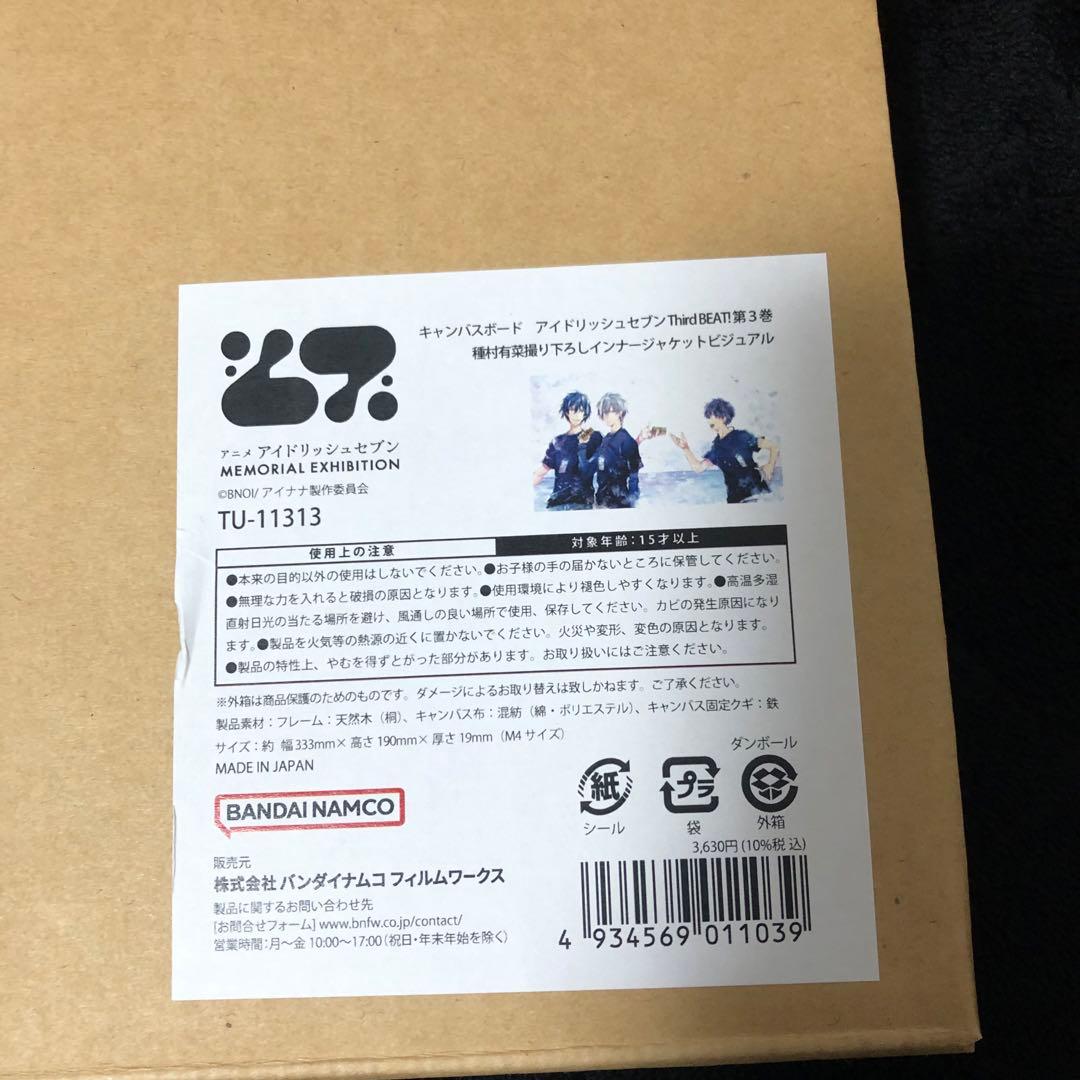 キャンバスボード アイドリッシュセブン Third BEAT! 第3巻
種村有菜撮り下ろしインナージャケットビジュアル
アニメ アイドリッシュセブン
MEMORIAL EXHIBITION
©BNOI/アイナナ製作委員会
TU-11313
使用上の注意
対象年齢:15才以上
●本来の目的以外の使用はしないでください。●お子様の手の届かないところに保管してください。
●無理な力を入れると破損の原因となります。●使用環境により褪色しやすくなります。●高温多湿
直射日光の当たる場所を避け、風通しの良い場所で使用、保存してください。カビの発生原因になり
ます。●製品を火気等の熱源の近くに置かないでください。火災や変形、変色の原因となります。
●製品の特性上、やむを得ずとがった部分があります。お取り扱いにはご注意ください。
※外箱は商品保護のためのものです。ダメージによるお取り替えは致しかねます。ご了承ください。
製品素材:フレーム:天然木(桐)、キャンバス布:混紡(綿・ポリエステル)、キャンバス固定クギ:鉄
サイズ:約 幅333mm×高さ190mm×厚さ19mm(M4サイズ)
MADE IN JAPAN
ダンボール
紙
プラ
シール
袋
外箱
BANDAI NAMCO
3,630円(10%税込)
販売元
株式会社バンダイナムコフィルムワークス
製品に関するお問い合わせ先
[お問合せフォーム] www.bnfw.co.jp/contact/
営業時間:月~金 10:00~17:00(祝日・年末年始を除く)
4 934569 011039